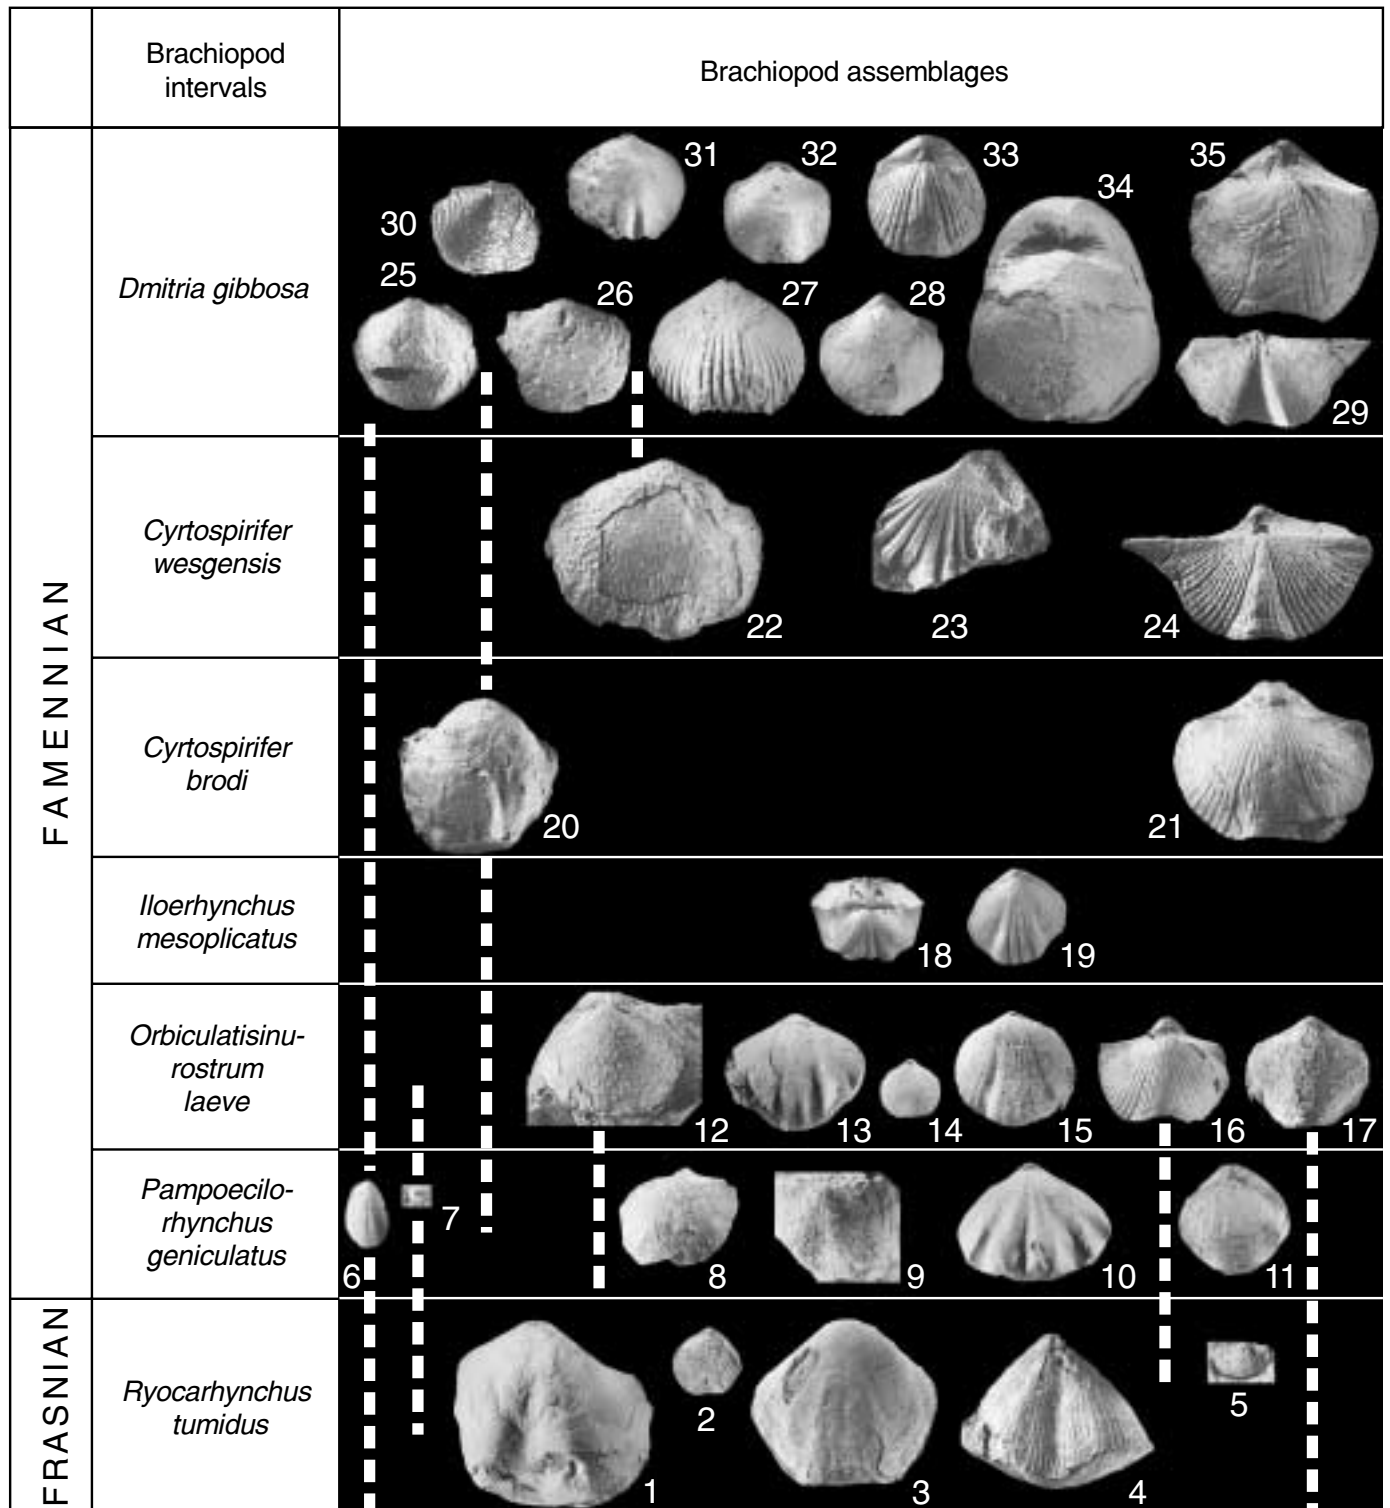 Brachiopod
intervals
Brachiopod assemblages
FAMENNIAN
Dmitria gibbosa
31
32
33
35
34
30
25
26
27
28
29
Cyrtospirifer
wesgensis
22
23
24
Cyrtospirifer
brodi
20
21
Iloerhynchus
mesoplicatus
18
19
Orbiculatisinu-
rostrum
laeve
12
13
14
15
16
17
Pampoecilo-
rhynchus
geniculatus
7
6
8
9
10
11
FRASNIAN
Ryocarhynchus
tumidus
1
2
3
4
5